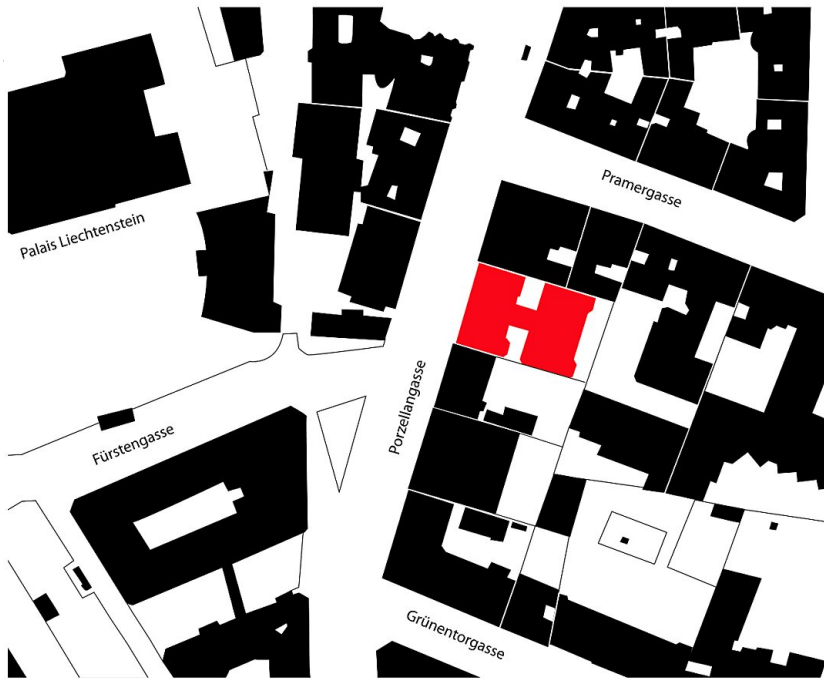 Pramergasse
Palais Liechtenstein
Porzellangasse
Fürstengasse
Grünentorgasse